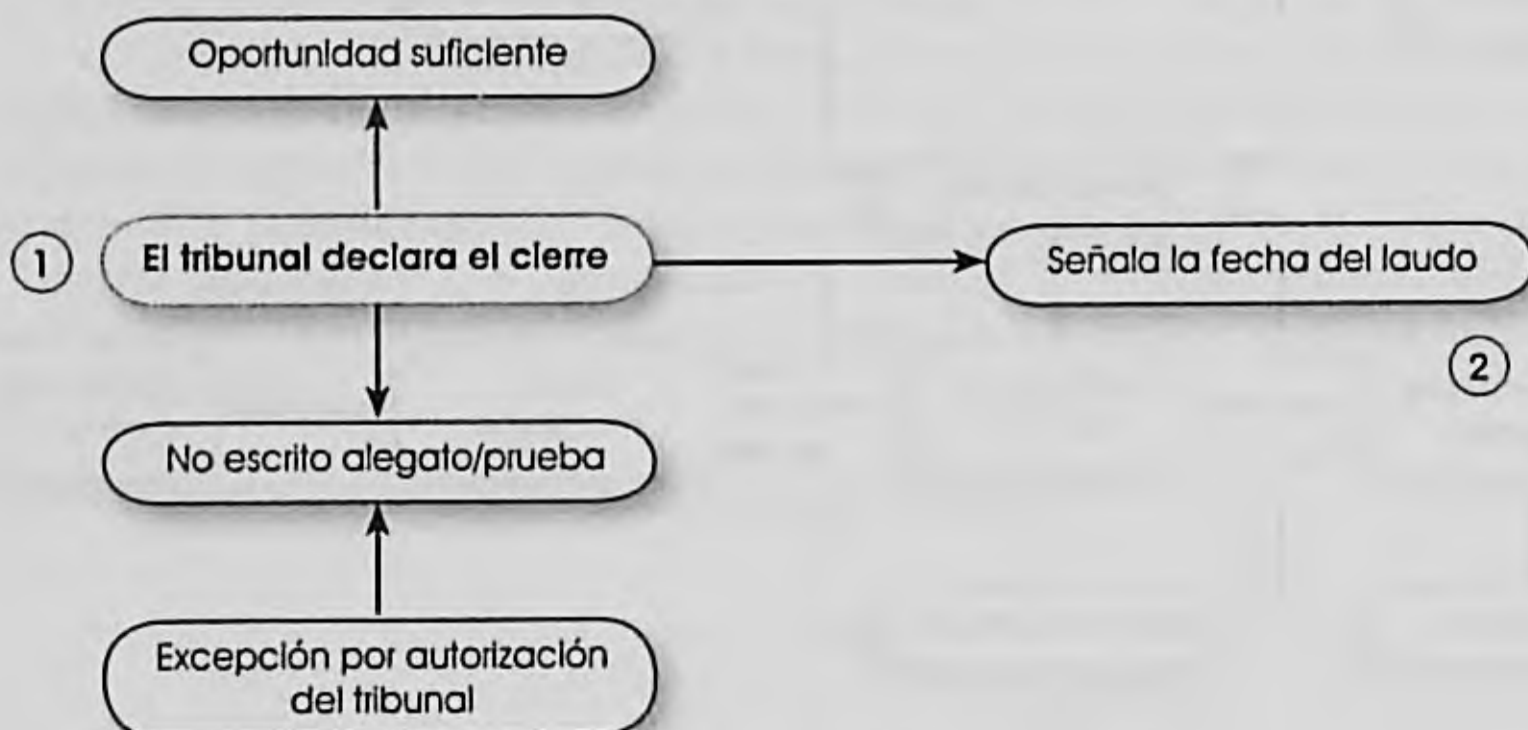 Oportunidad suficiente
1
El tribunal declara el cierre
Señala la fecha del laudo
2
No escrito alegato/prueba
Excepción por autorización
del tribunal